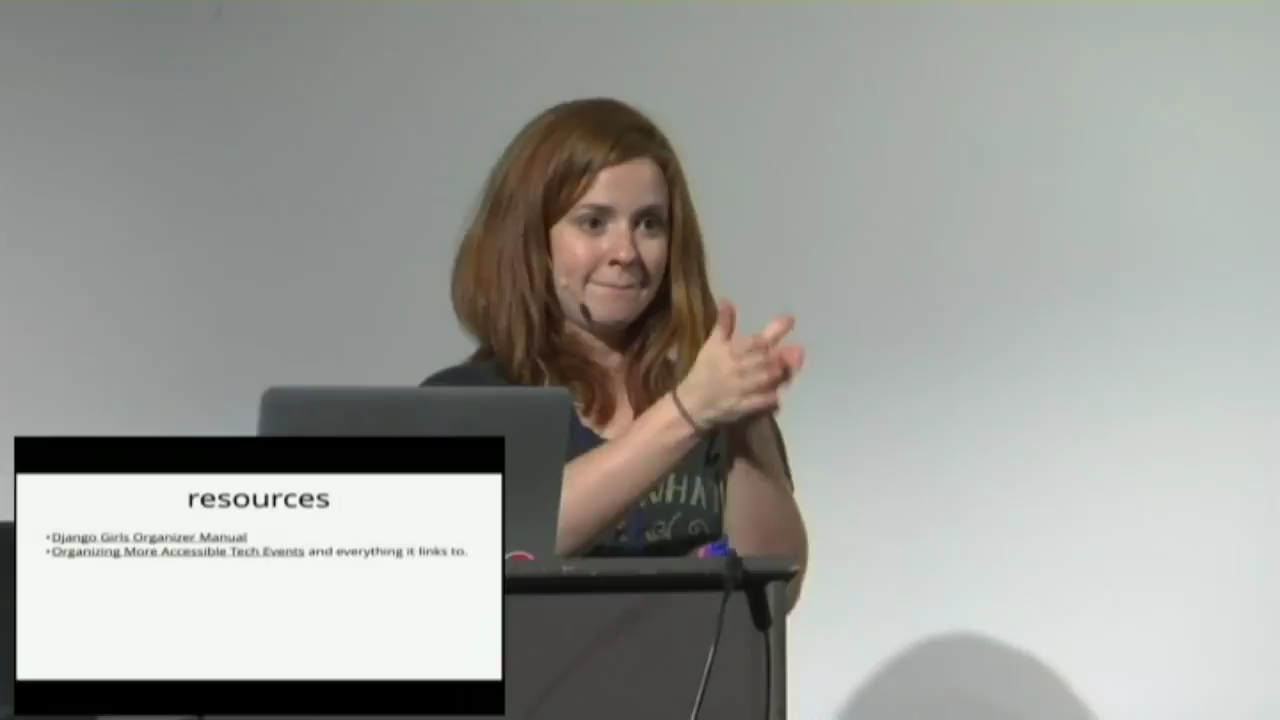 resources
•Django Girls Organizer Manual
•Organizing More Accessible Tech Events and everything it links to.